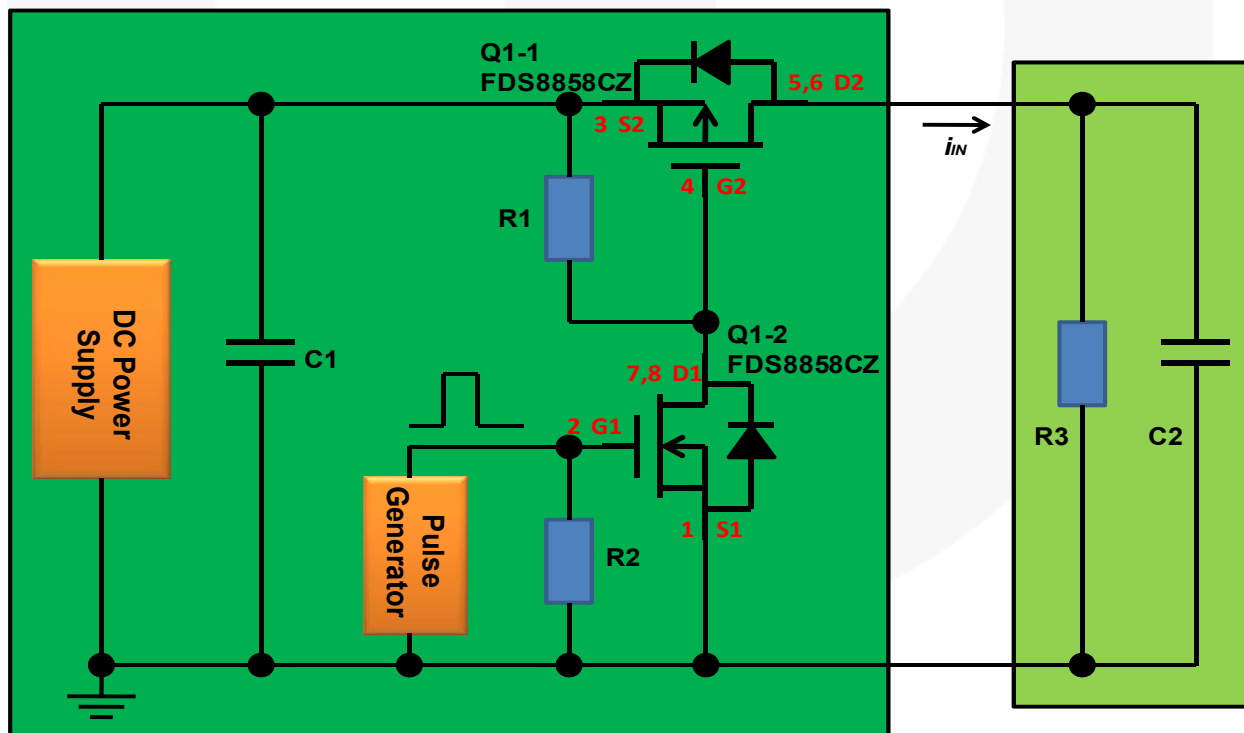 Q1-1
FDS8858CZ
5,6 D2
3 S2
i_IN
4 G2
R1
DC Power
Supply
C1
Q1-2
FDS8858CZ
7,8 D1
2 G1
R3
C2
Pulse
Generator
R2
1 S1